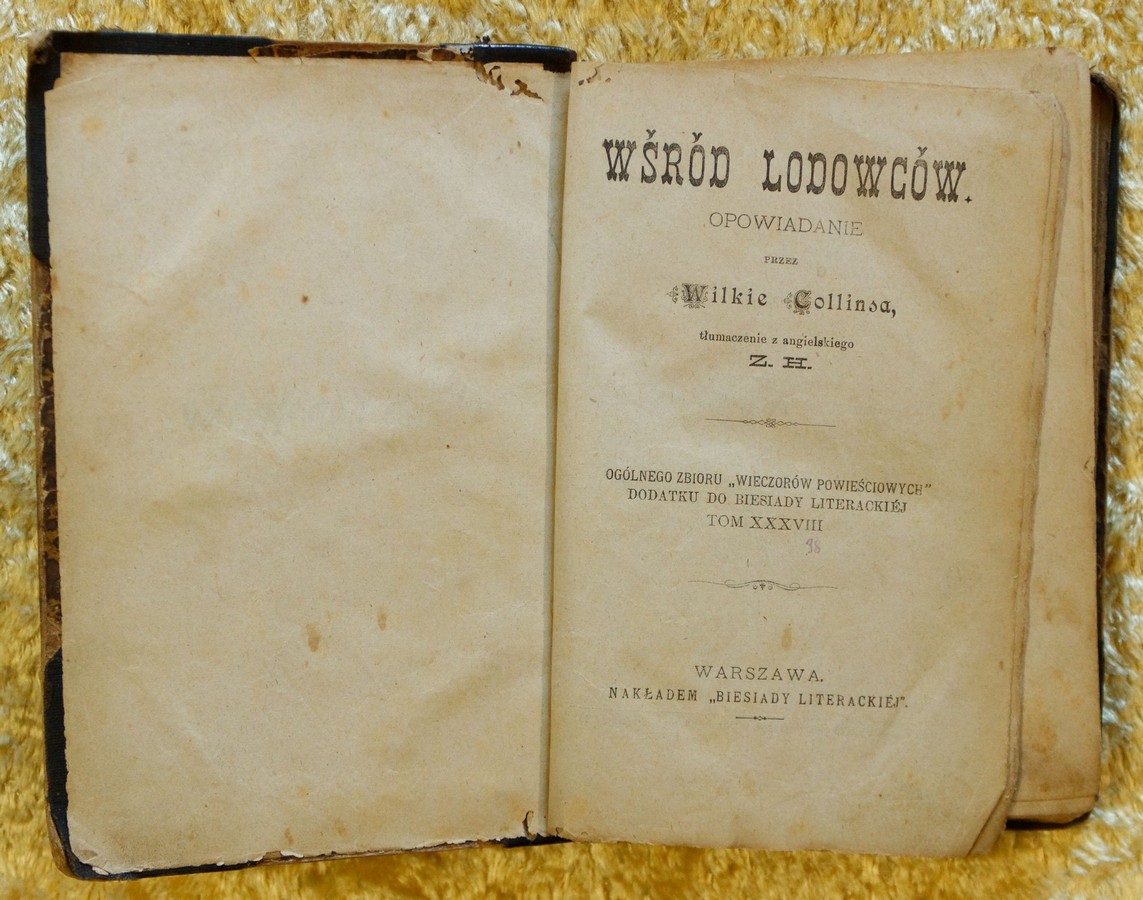 WŚRÓD LODOWCÓW.
OPOWIADANIE
PRZEZ
Wilkie Collinsa,
tłumaczenie z angielskiego
Z. H.
OGÓLNEGO ZBIORU „WIECZORÓW POWIEŚCIOWYCH”
DODATKU DO BIESIADY LITERACKIÉJ
TOM XXXVIII
38
WARSZAWA.
NAKŁADEM „BIESIADY LITERACKIÉJ”.